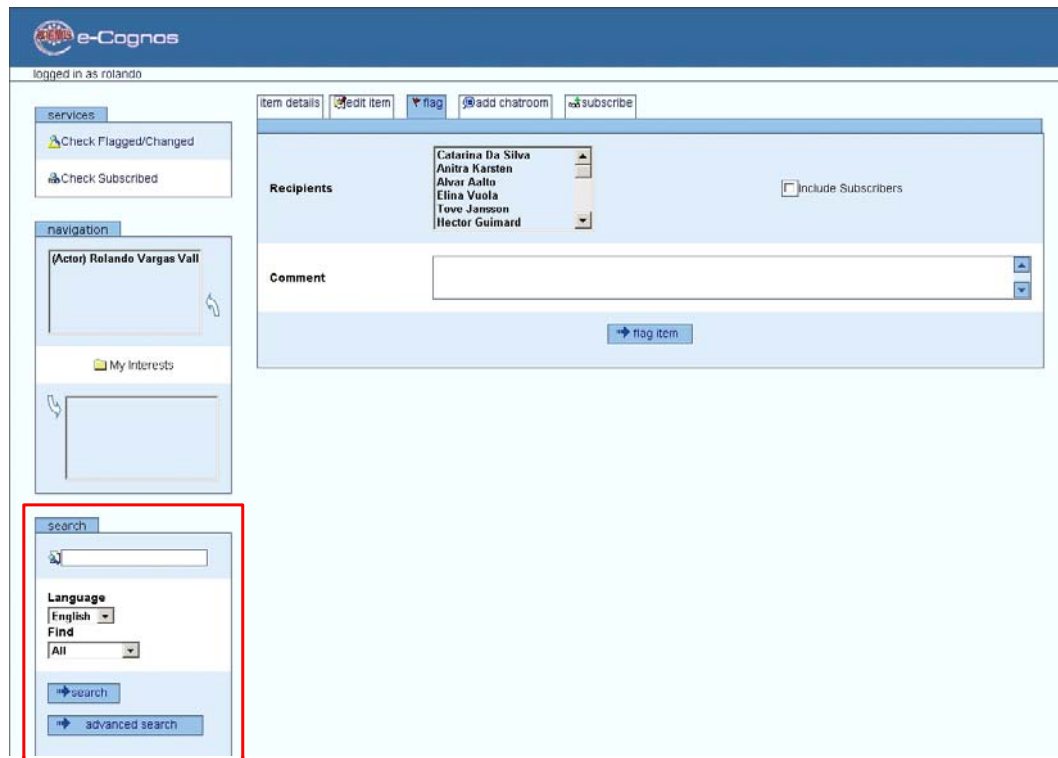 e-Cognos
logged in as rolando
services
Check Flagged/Changed
Check Subscribed
navigation
(Actor) Rolando Vargas Vall
My Interests
search
Language
English
Find
All
search
advanced search
item details
edit item
flag
add chatroom
subscribe
Recipients
Catarina Da Silva
Anitra Karsten
Alvar Aalto
Elina Vuola
Tove Jansson
Hector Guimard
Include Subscribers
Comment
flag item